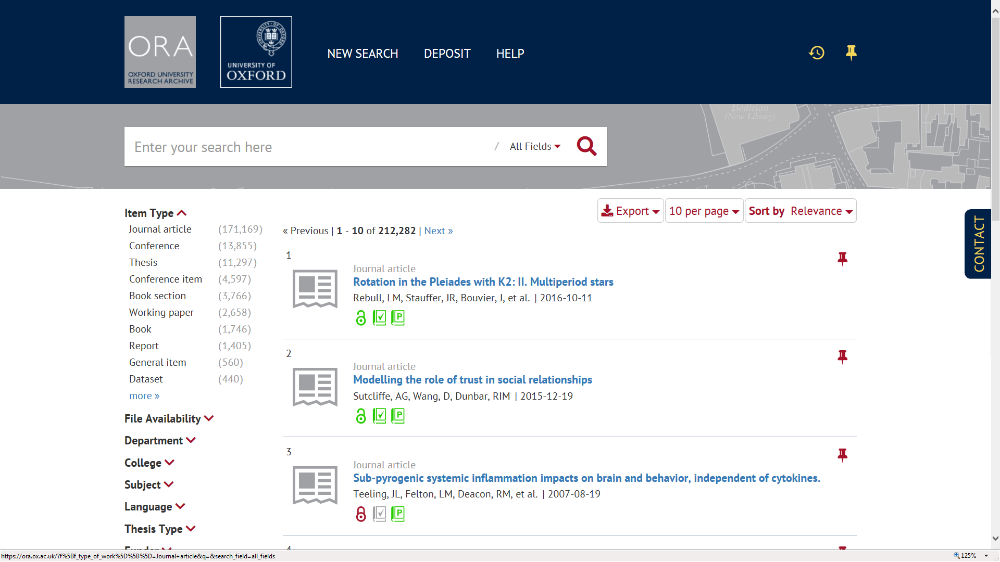 ORA
OXFORD UNIVERSITY
RESEARCH ARCHIVE
UNIVERSITY OF
OXFORD
NEW SEARCH DEPOSIT HELP
Bodleian
(New Library)
Enter your search here / All Fields
Export 10 per page Sort by Relevance
CONTACT
Item Type
Journal article (171,169)
Conference (13,855)
Thesis (11,297)
Conference item (4,597)
Book section (3,766)
Working paper (2,658)
Book (1,746)
Report (1,405)
General item (560)
Dataset (440)
more »
File Availability
Department
College
Subject
Language
Thesis Type
Funder
« Previous | 1 - 10 of 212,282 | Next »
1
Journal article
Rotation in the Pleiades with K2: II. Multiperiod stars
Rebull, LM, Stauffer, JR, Bouvier, J, et al. | 2016-10-11
P
2
Journal article
Modelling the role of trust in social relationships
Sutcliffe, AG, Wang, D, Dunbar, RIM | 2015-12-19
P
3
Journal article
Sub-pyrogenic systemic inflammation impacts on brain and behavior, independent of cytokines.
Teeling, JL, Felton, LM, Deacon, RM, et al. | 2007-08-19
P
4
https://ora.ox.ac.uk/?f%5Bf_type_of_work%5D%5B%5D=Journal+article&q=&search_field=all_fields
125%